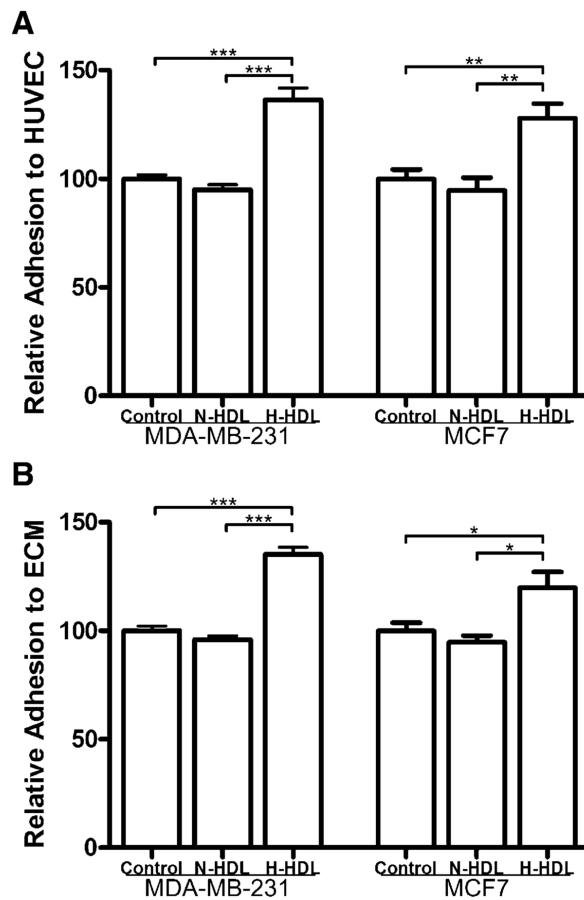 A
Relative Adhesion to HUVEC
150
100
50
0
***
***
**
**
Control N-HDL H-HDL
MDA-MB-231
Control N-HDL H-HDL
MCF7
B
Relative Adhesion to ECM
150
100
50
0
***
***
*
*
Control N-HDL H-HDL
MDA-MB-231
Control N-HDL H-HDL
MCF7